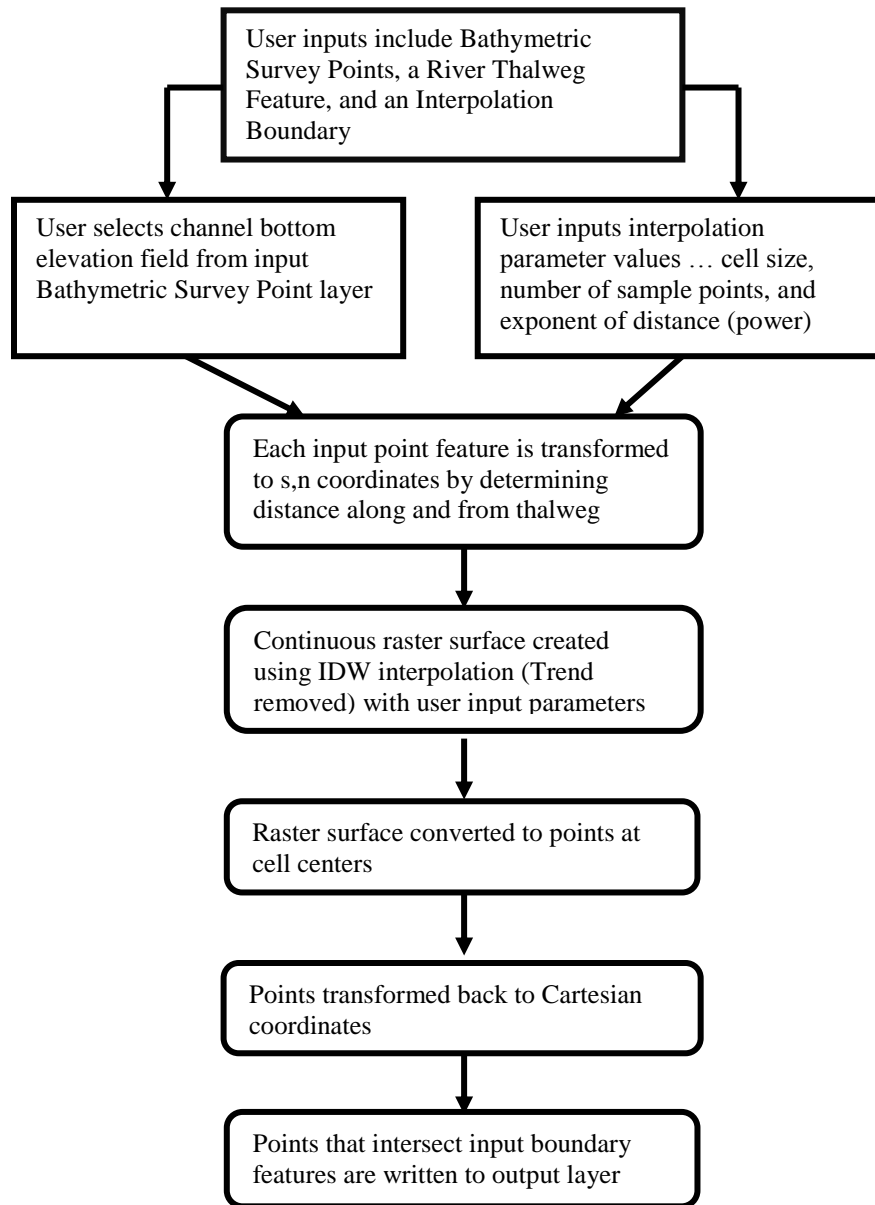 User inputs include Bathymetric
Survey Points, a River Thalweg
Feature, and an Interpolation
Boundary
User selects channel bottom
elevation field from input
Bathymetric Survey Point layer
User inputs interpolation
parameter values … cell size,
number of sample points, and
exponent of distance (power)
Each input point feature is transformed
to s,n coordinates by determining
distance along and from thalweg
Continuous raster surface created
using IDW interpolation (Trend
removed) with user input parameters
Raster surface converted to points at
cell centers
Points transformed back to Cartesian
coordinates
Points that intersect input boundary
features are written to output layer